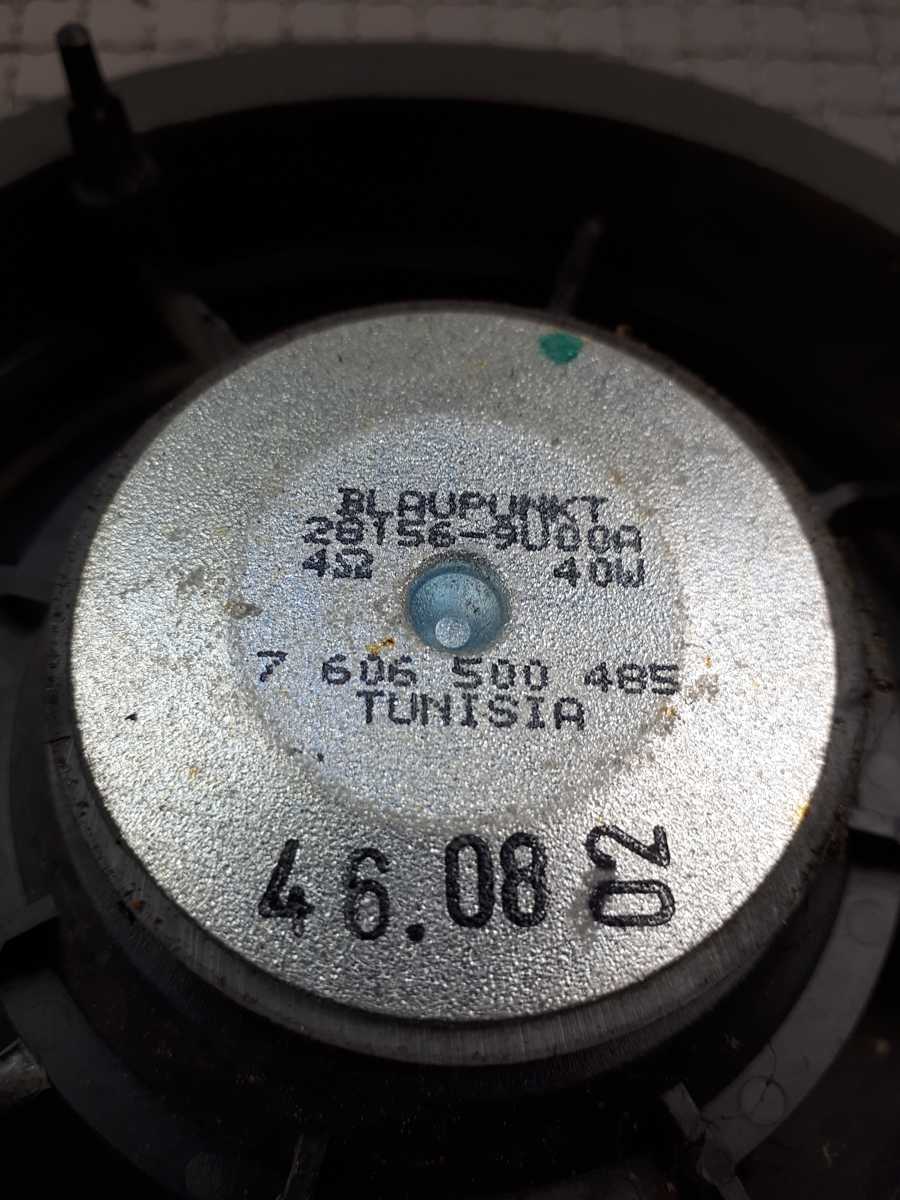 BLAUPUNKT
28156-9U00A
4Ω 40W
7 606 500 485
TUNISIA
46.08 02